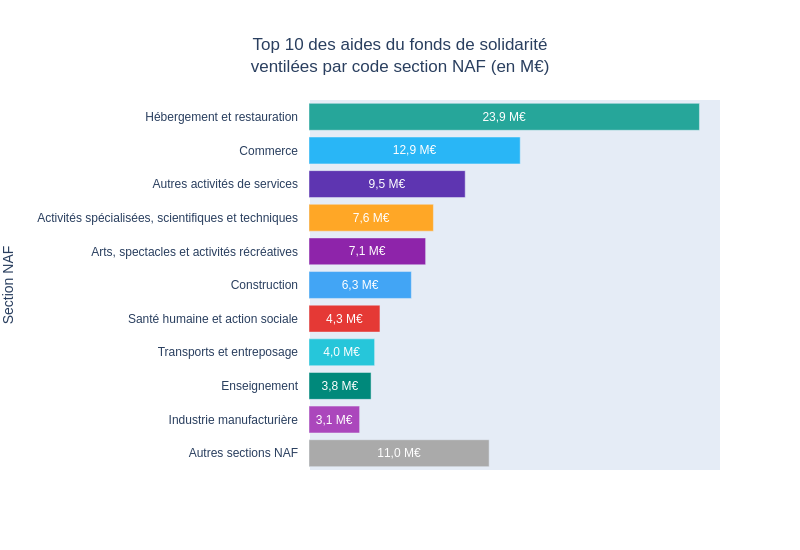 Top 10 des aides du fonds de solidarité
ventilées par code section NAF (en M€)
Section NAF
Hébergement et restauration 23,9 M€
Commerce 12,9 M€
Autres activités de services 9,5 M€
Activités spécialisées, scientifiques et techniques 7,6 M€
Arts, spectacles et activités récréatives 7,1 M€
Construction 6,3 M€
Santé humaine et action sociale 4,3 M€
Transports et entreposage 4,0 M€
Enseignement 3,8 M€
Industrie manufacturière 3,1 M€
Autres sections NAF 11,0 M€